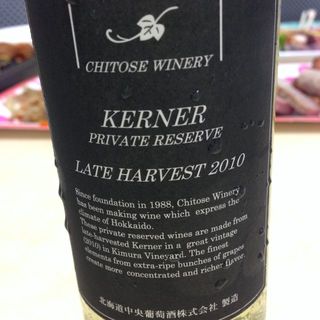 CHITOSE WINERY
KERNER
PRIVATE RESERVE
LATE HARVEST 2010
Since foundation in 1988, Chitose Winery
has been making wine which express the
climate of Hokkaido.
These private reserved wines are made from
late-harvested Kerner in a great vintage
(2010) in Kimura Vineyard. The finest
elements from extra-ripe bunches of grapes
create more concentrated and richer flavor.
北海道中央葡萄酒株式会社 製造